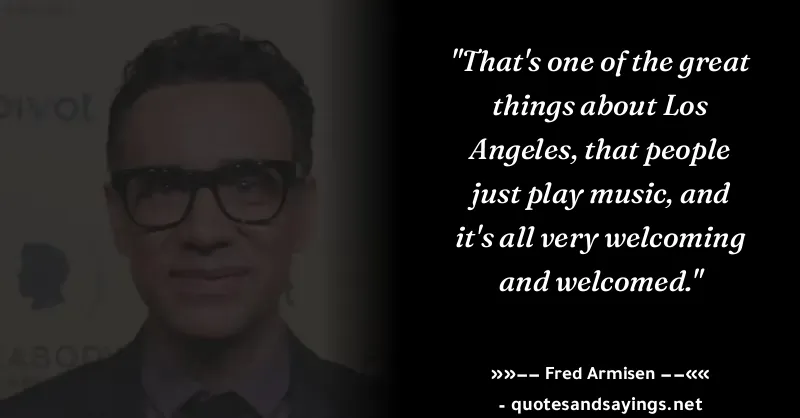 pivot
"That's one of the great
things about Los
Angeles, that people
just play music, and
it's all very welcoming
and welcomed."
»»−− Fred Armisen −−««
- quotesandsayings.net